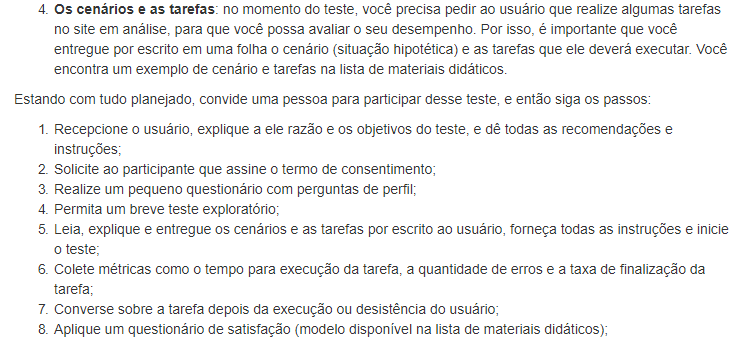 4. Os cenários e as tarefas: no momento do teste, você precisa pedir ao usuário que realize algumas tarefas
no site em análise, para que você possa avaliar o seu desempenho. Por isso, é importante que você
entregue por escrito em uma folha o cenário (situação hipotética) e as tarefas que ele deverá executar. Você
encontra um exemplo de cenário e tarefas na lista de materiais didáticos.
Estando com tudo planejado, convide uma pessoa para participar desse teste, e então siga os passos:
1. Recepcione o usuário, explique a ele razão e os objetivos do teste, e dê todas as recomendações e
instruções;
2. Solicite ao participante que assine o termo de consentimento;
3. Realize um pequeno questionário com perguntas de perfil;
4. Permita um breve teste exploratório;
5. Leia, explique e entregue os cenários e as tarefas por escrito ao usuário, forneça todas as instruções e inicie
o teste;
6. Colete métricas como o tempo para execução da tarefa, a quantidade de erros e a taxa de finalização da
tarefa;
7. Converse sobre a tarefa depois da execução ou desistência do usuário;
8. Aplique um questionário de satisfação (modelo disponível na lista de materiais didáticos);